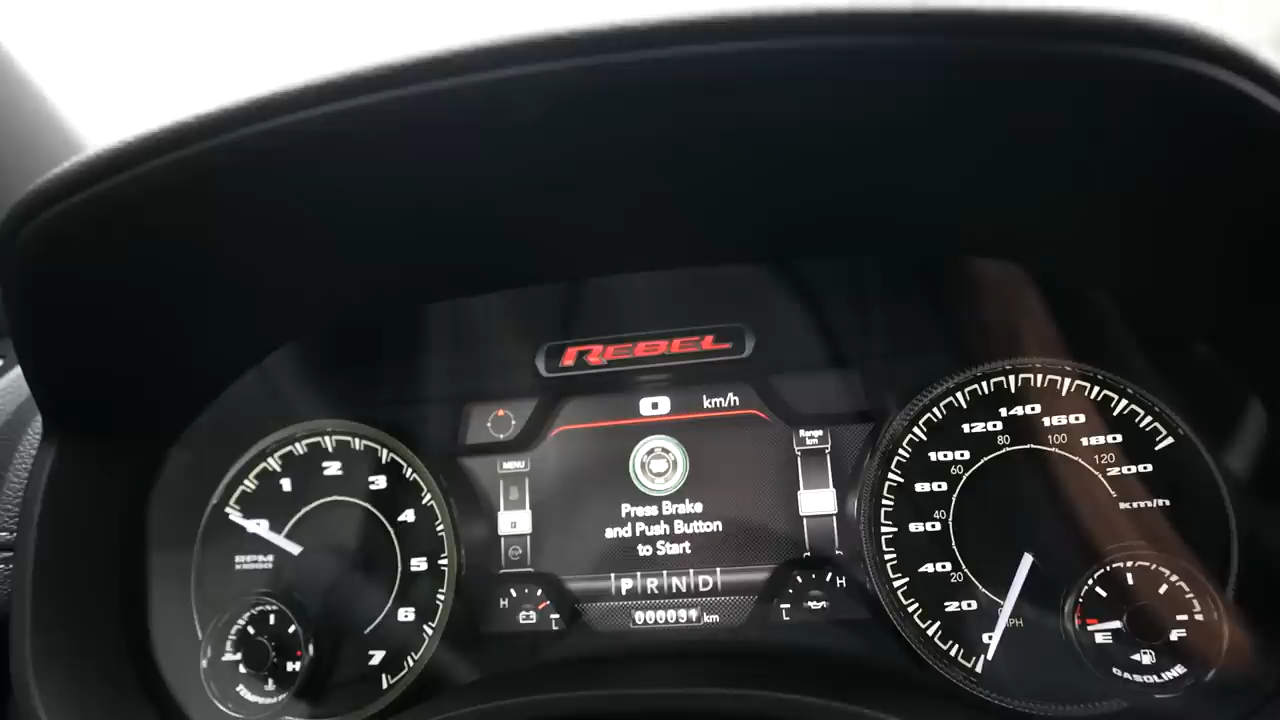 REBEL
0 km/h
Press Brake
and Push Button
to Start
MENU
Range
km
P R N D
000031 km
H
L
H
L
0
1
2
3
4
5
6
7
RPM
X1000
H
0
20
40
60
80
100
120
140
160
180
200
km/h
20
40
60
80
100
120
MPH
E
F
GASOLINE